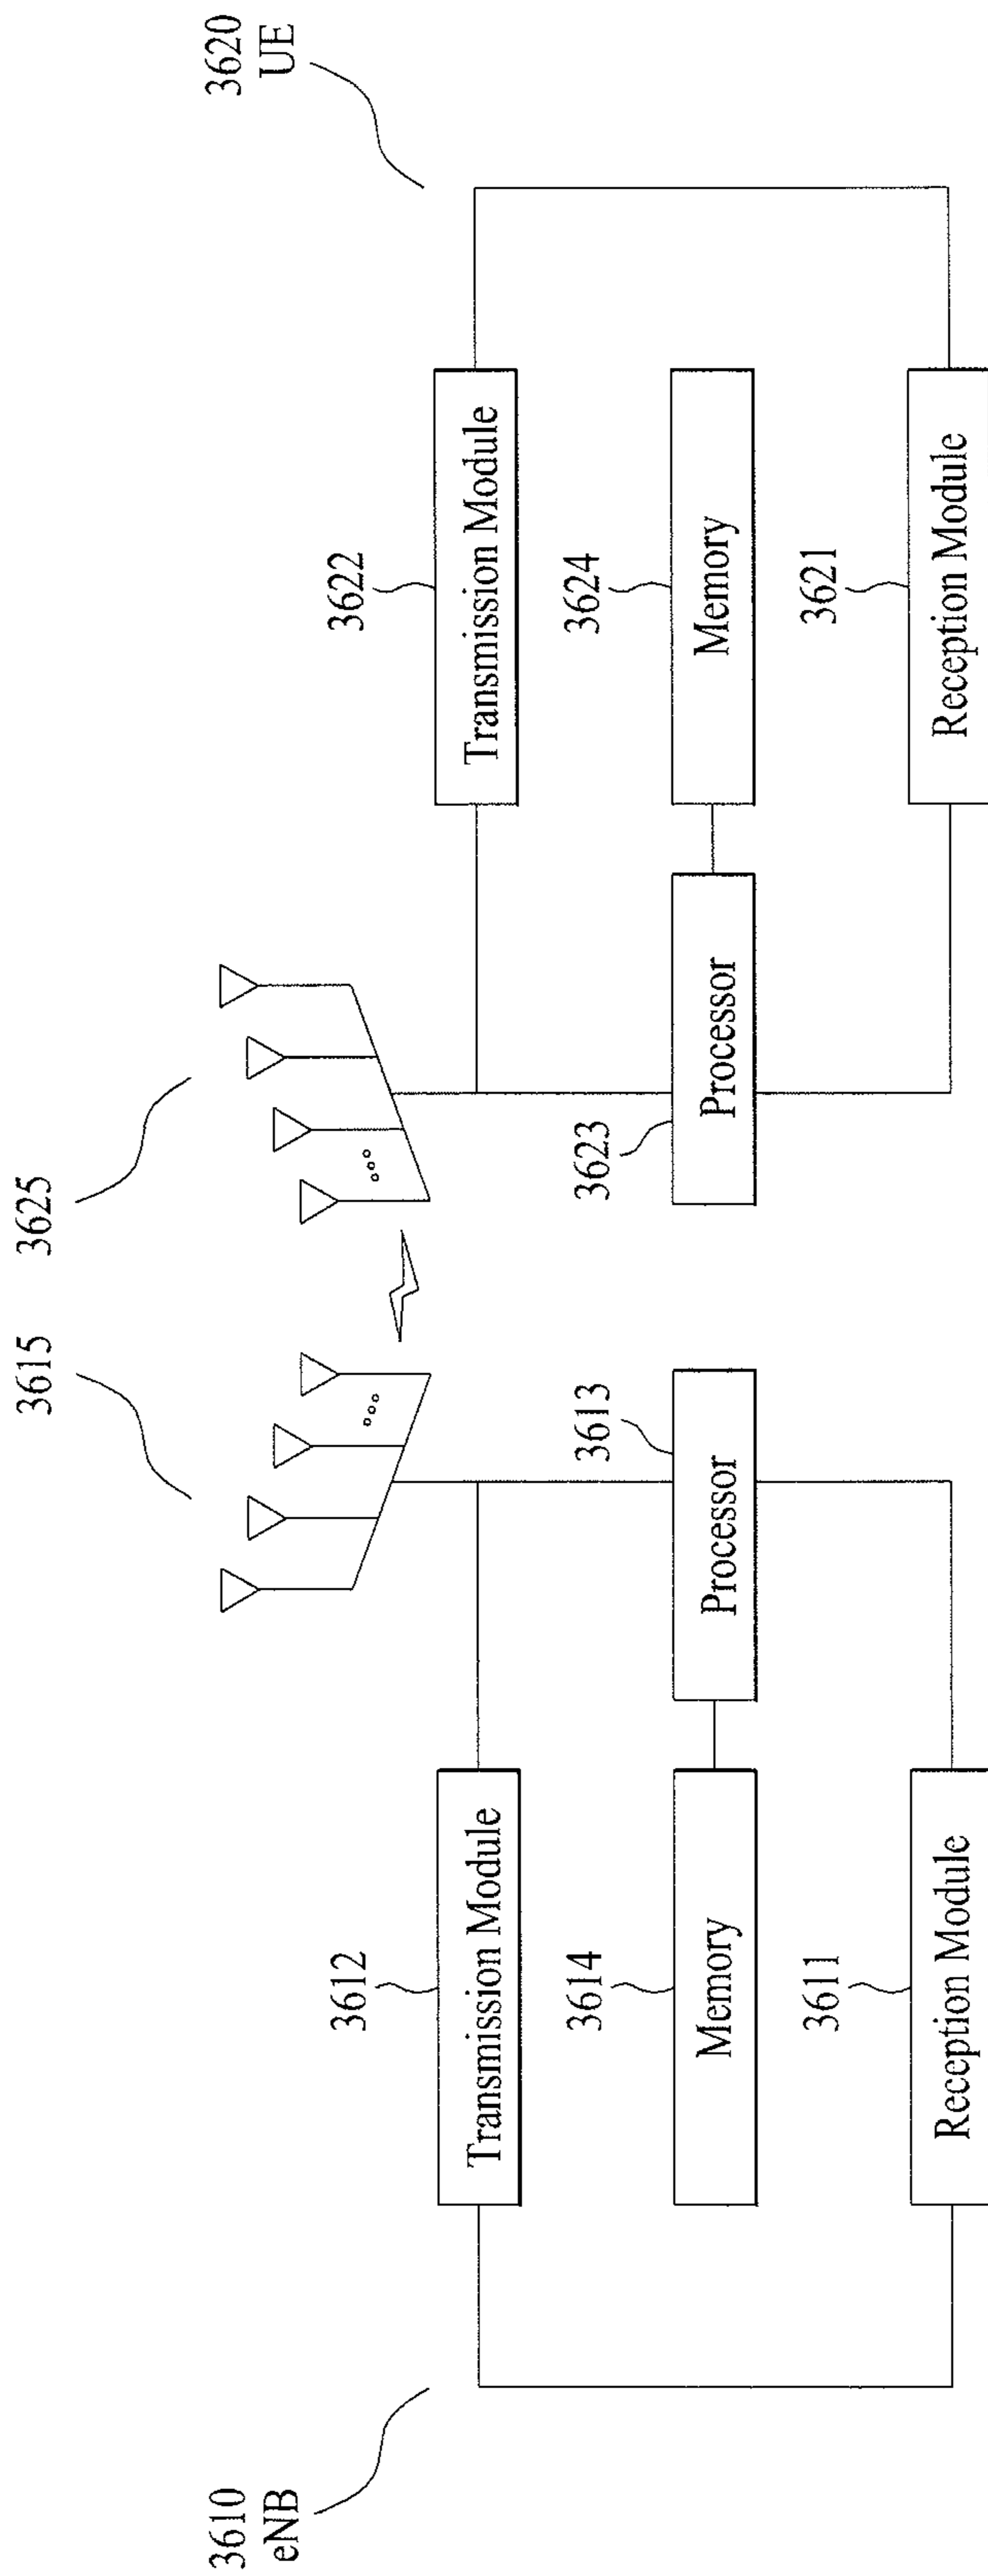 3615
3625
3610
eNB
3620
UE
3612
Transmission Module
3622
Transmission Module
3614
Memory
3613
Processor
3623
Processor
3624
Memory
3611
Reception Module
3621
Reception Module